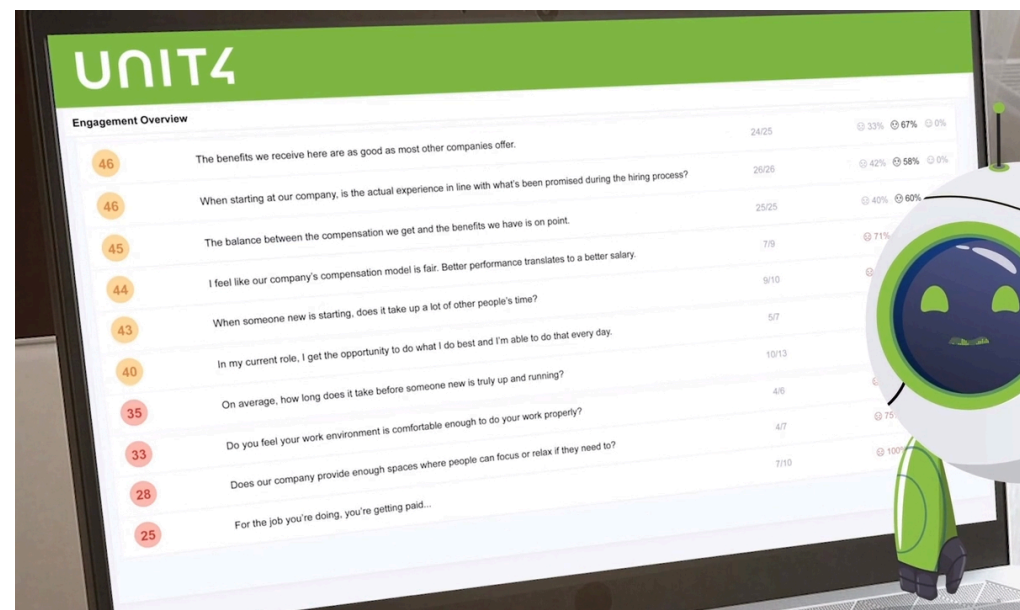 UNIT4
Engagement Overview
46 The benefits we receive here are as good as most other companies offer. 24/25 33% 67% 0%
46 When starting at our company, is the actual experience in line with what's been promised during the hiring process? 26/26 42% 58% 0%
45 The balance between the compensation we get and the benefits we have is on point. 25/25 40% 60%
44 I feel like our company's compensation model is fair. Better performance translates to a better salary. 7/9 71%
43 When someone new is starting, does it take up a lot of other people's time? 9/10
40 In my current role, I get the opportunity to do what I do best and I'm able to do that every day. 5/7
35 On average, how long does it take before someone new is truly up and running? 10/13
33 Do you feel your work environment is comfortable enough to do your work properly? 4/6
28 Does our company provide enough spaces where people can focus or relax if they need to? 4/7 75
25 For the job you're doing, you're getting paid... 7/10 100%